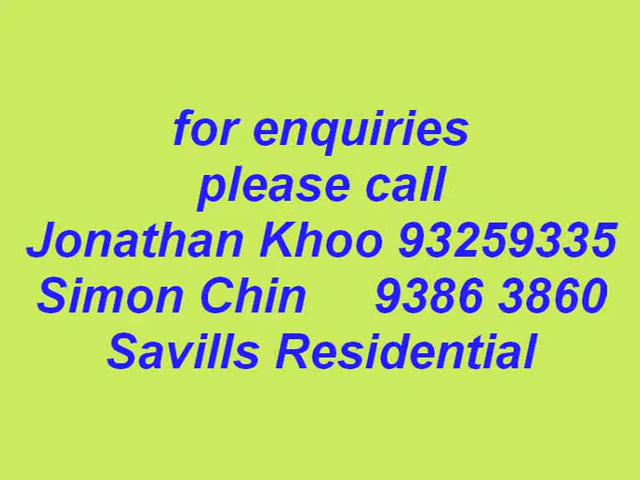 for enquiries
please call
Jonathan Khoo 93259335
Simon Chin 9386 3860
Savills Residential